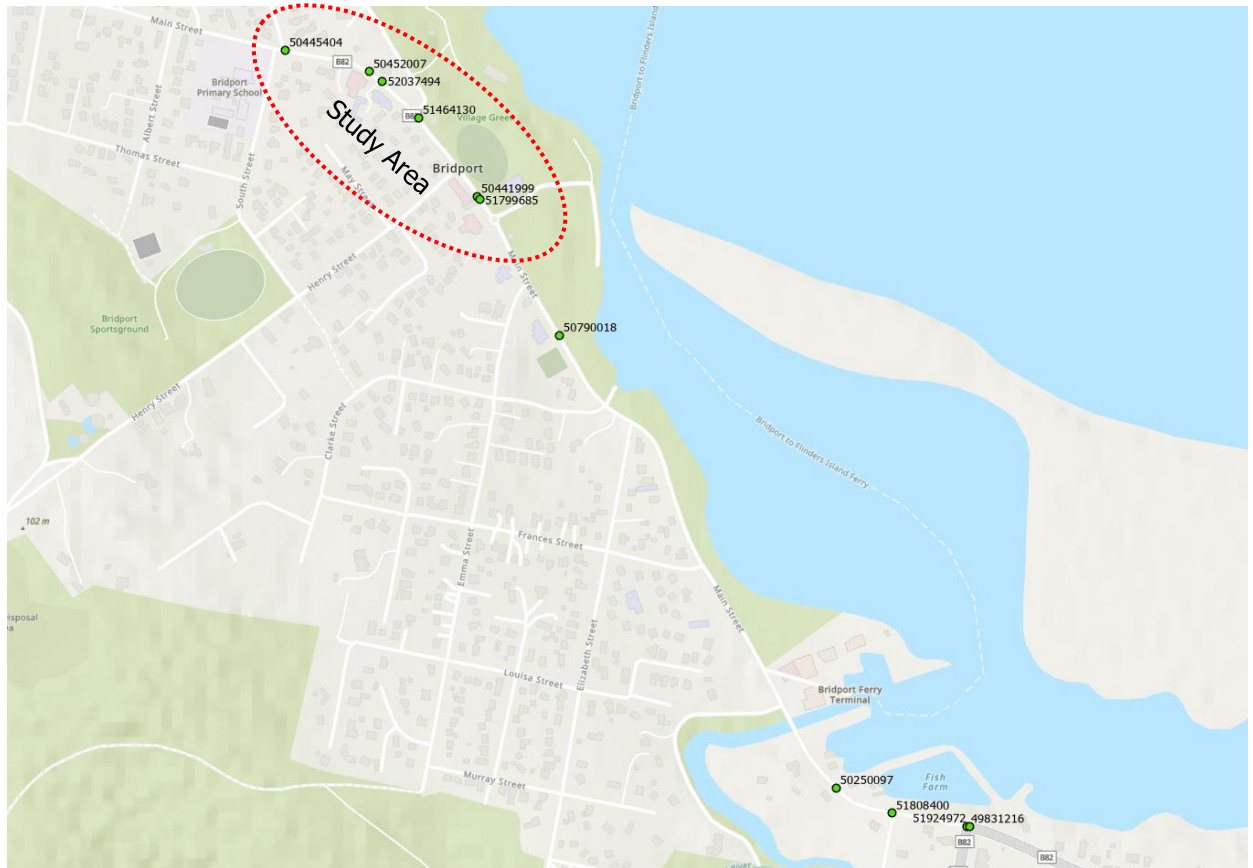 Main Street
50445404
B82
50452007
52037494
Bridport
Primary School
Albert Street
Study Area
51464130
Village Green
Bridport to Flinders Island
Thomas Street
South Street
May Street
Bridport
50441999
51799685
Henry Street
Main Street
Bridport
Sportsground
50790018
Henry Street
Clarke Street
Bridport to Flinders Island Ferry
102 m
Frances Street
Emma Street
Main Street
Elizabeth Street
Louisa Street
Bridport Ferry
Terminal
Murray Street
50250097
Fish
Farm
51808400
51924972
49831216
B82
B82